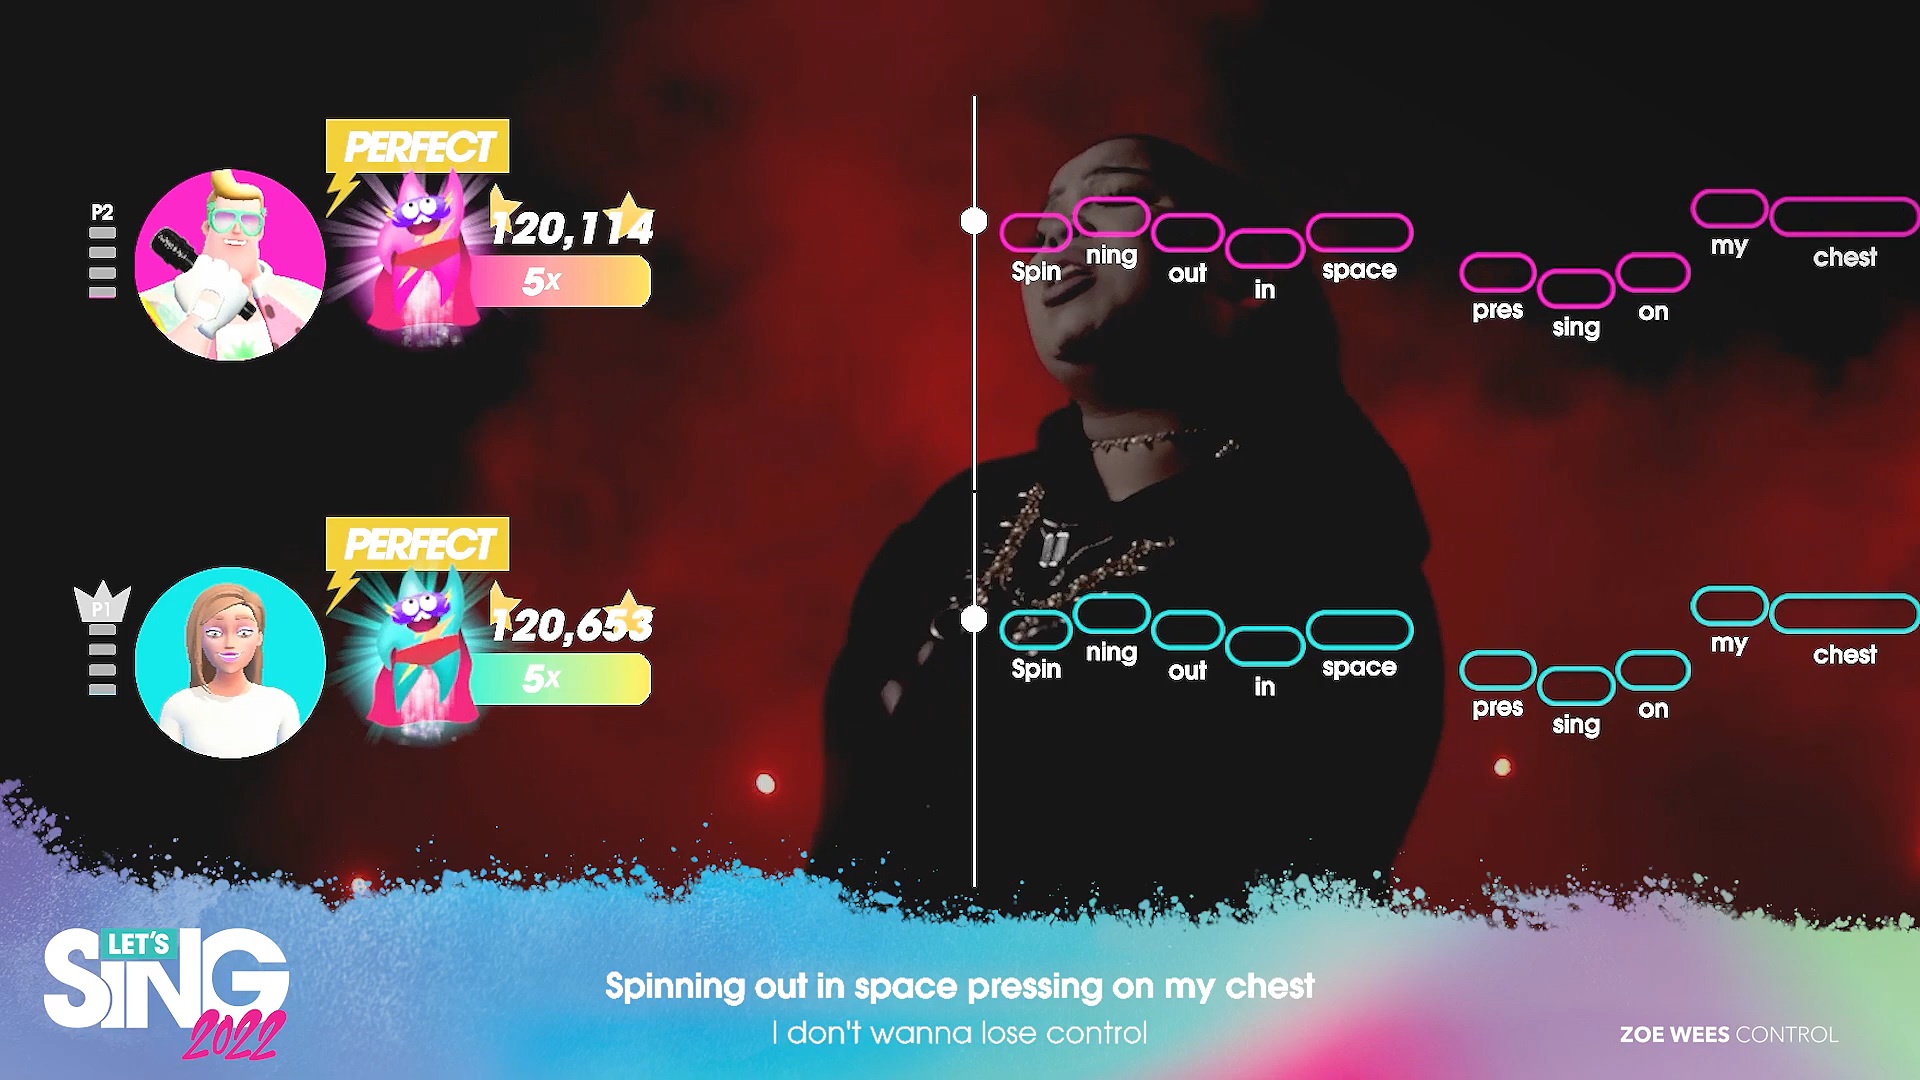 PERFECT
P2
120,114
5x
Spin ning out in space pres sing on my chest
PERFECT
P1
120,653
5x
Spin ning out in space pres sing on my chest
LET'S
SING
2022
Spinning out in space pressing on my chest
I don't wanna lose control
ZOE WEES CONTROL